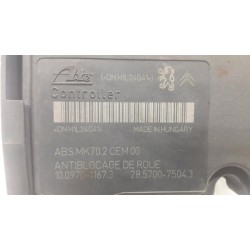 Ate
Controller
ABS MK70.2 CEM 00
MADE IN HUNGARY
ANTIBLOCAGE DE ROUE
10.0970-1167.3 28.5700-7504.3